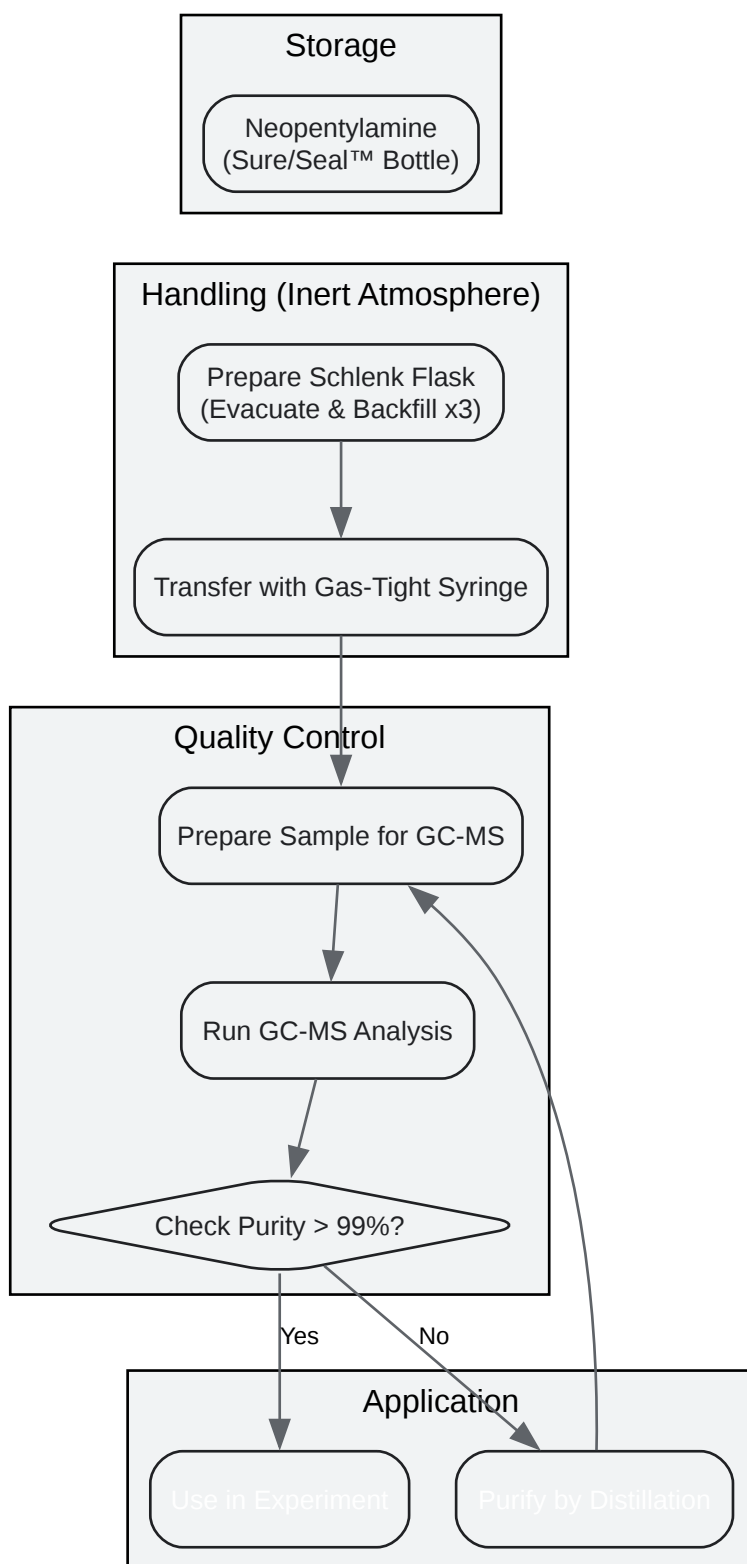 Storage
Neopentylamine
(Sure/Seal™ Bottle)
Handling (Inert Atmosphere)
Prepare Schlenk Flask
(Evacuate & Backfill x3)
Transfer with Gas-Tight Syringe
Quality Control
Prepare Sample for GC-MS
Run GC-MS Analysis
Check Purity > 99%?
Yes
No
Application
Use in Experiment
Purify by Distillation